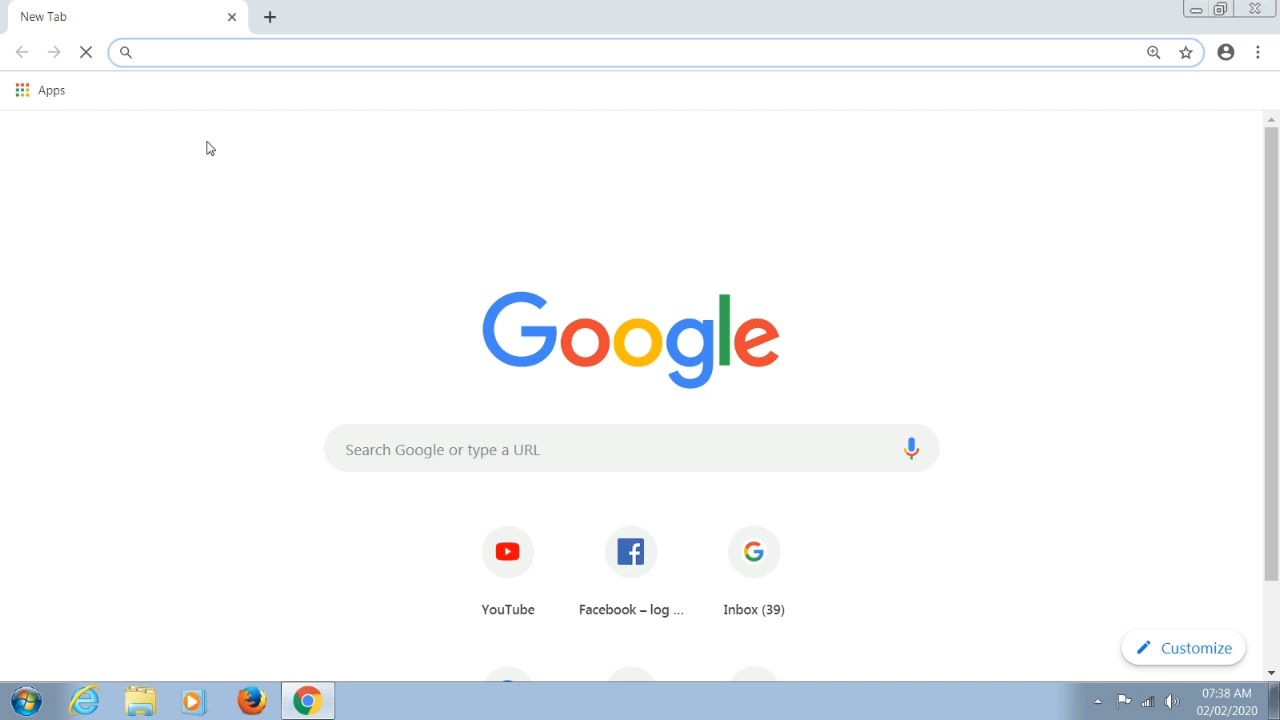 New Tab
Apps
Google
Search Google or type a URL
YouTube
Facebook – log ...
Inbox (39)
Customize
07:38 AM
02/02/2020